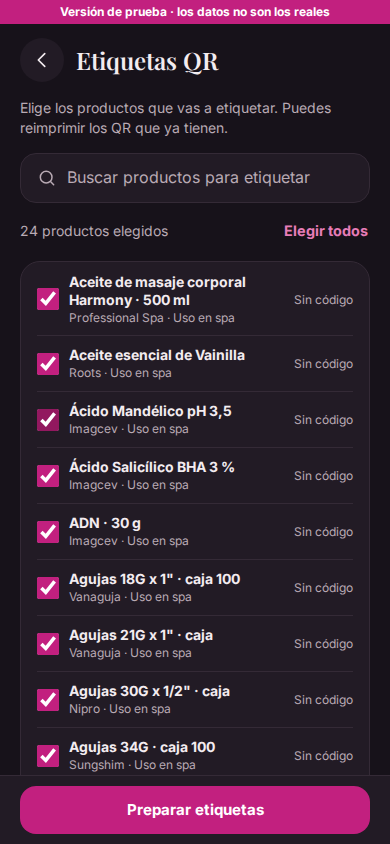 Versión de prueba · los datos no son los reales
Etiquetas QR
Elige los productos que vas a etiquetar. Puedes
reimprimir los QR que ya tienen.
Buscar productos para etiquetar
24 productos elegidos
Elegir todos
Aceite de masaje corporal
Harmony · 500 ml
Professional Spa · Uso en spa
Sin código
Aceite esencial de Vainilla
Roots · Uso en spa
Sin código
Ácido Mandélico pH 3,5
Imagcev · Uso en spa
Sin código
Ácido Salicílico BHA 3 %
Imagcev · Uso en spa
Sin código
ADN · 30 g
Imagcev · Uso en spa
Sin código
Agujas 18G x 1" · caja 100
Vanaguja · Uso en spa
Sin código
Agujas 21G x 1" · caja
Vanaguja · Uso en spa
Sin código
Agujas 30G x 1/2" · caja
Nipro · Uso en spa
Sin código
Agujas 34G · caja 100
Sungshim · Uso en spa
Sin código
Preparar etiquetas